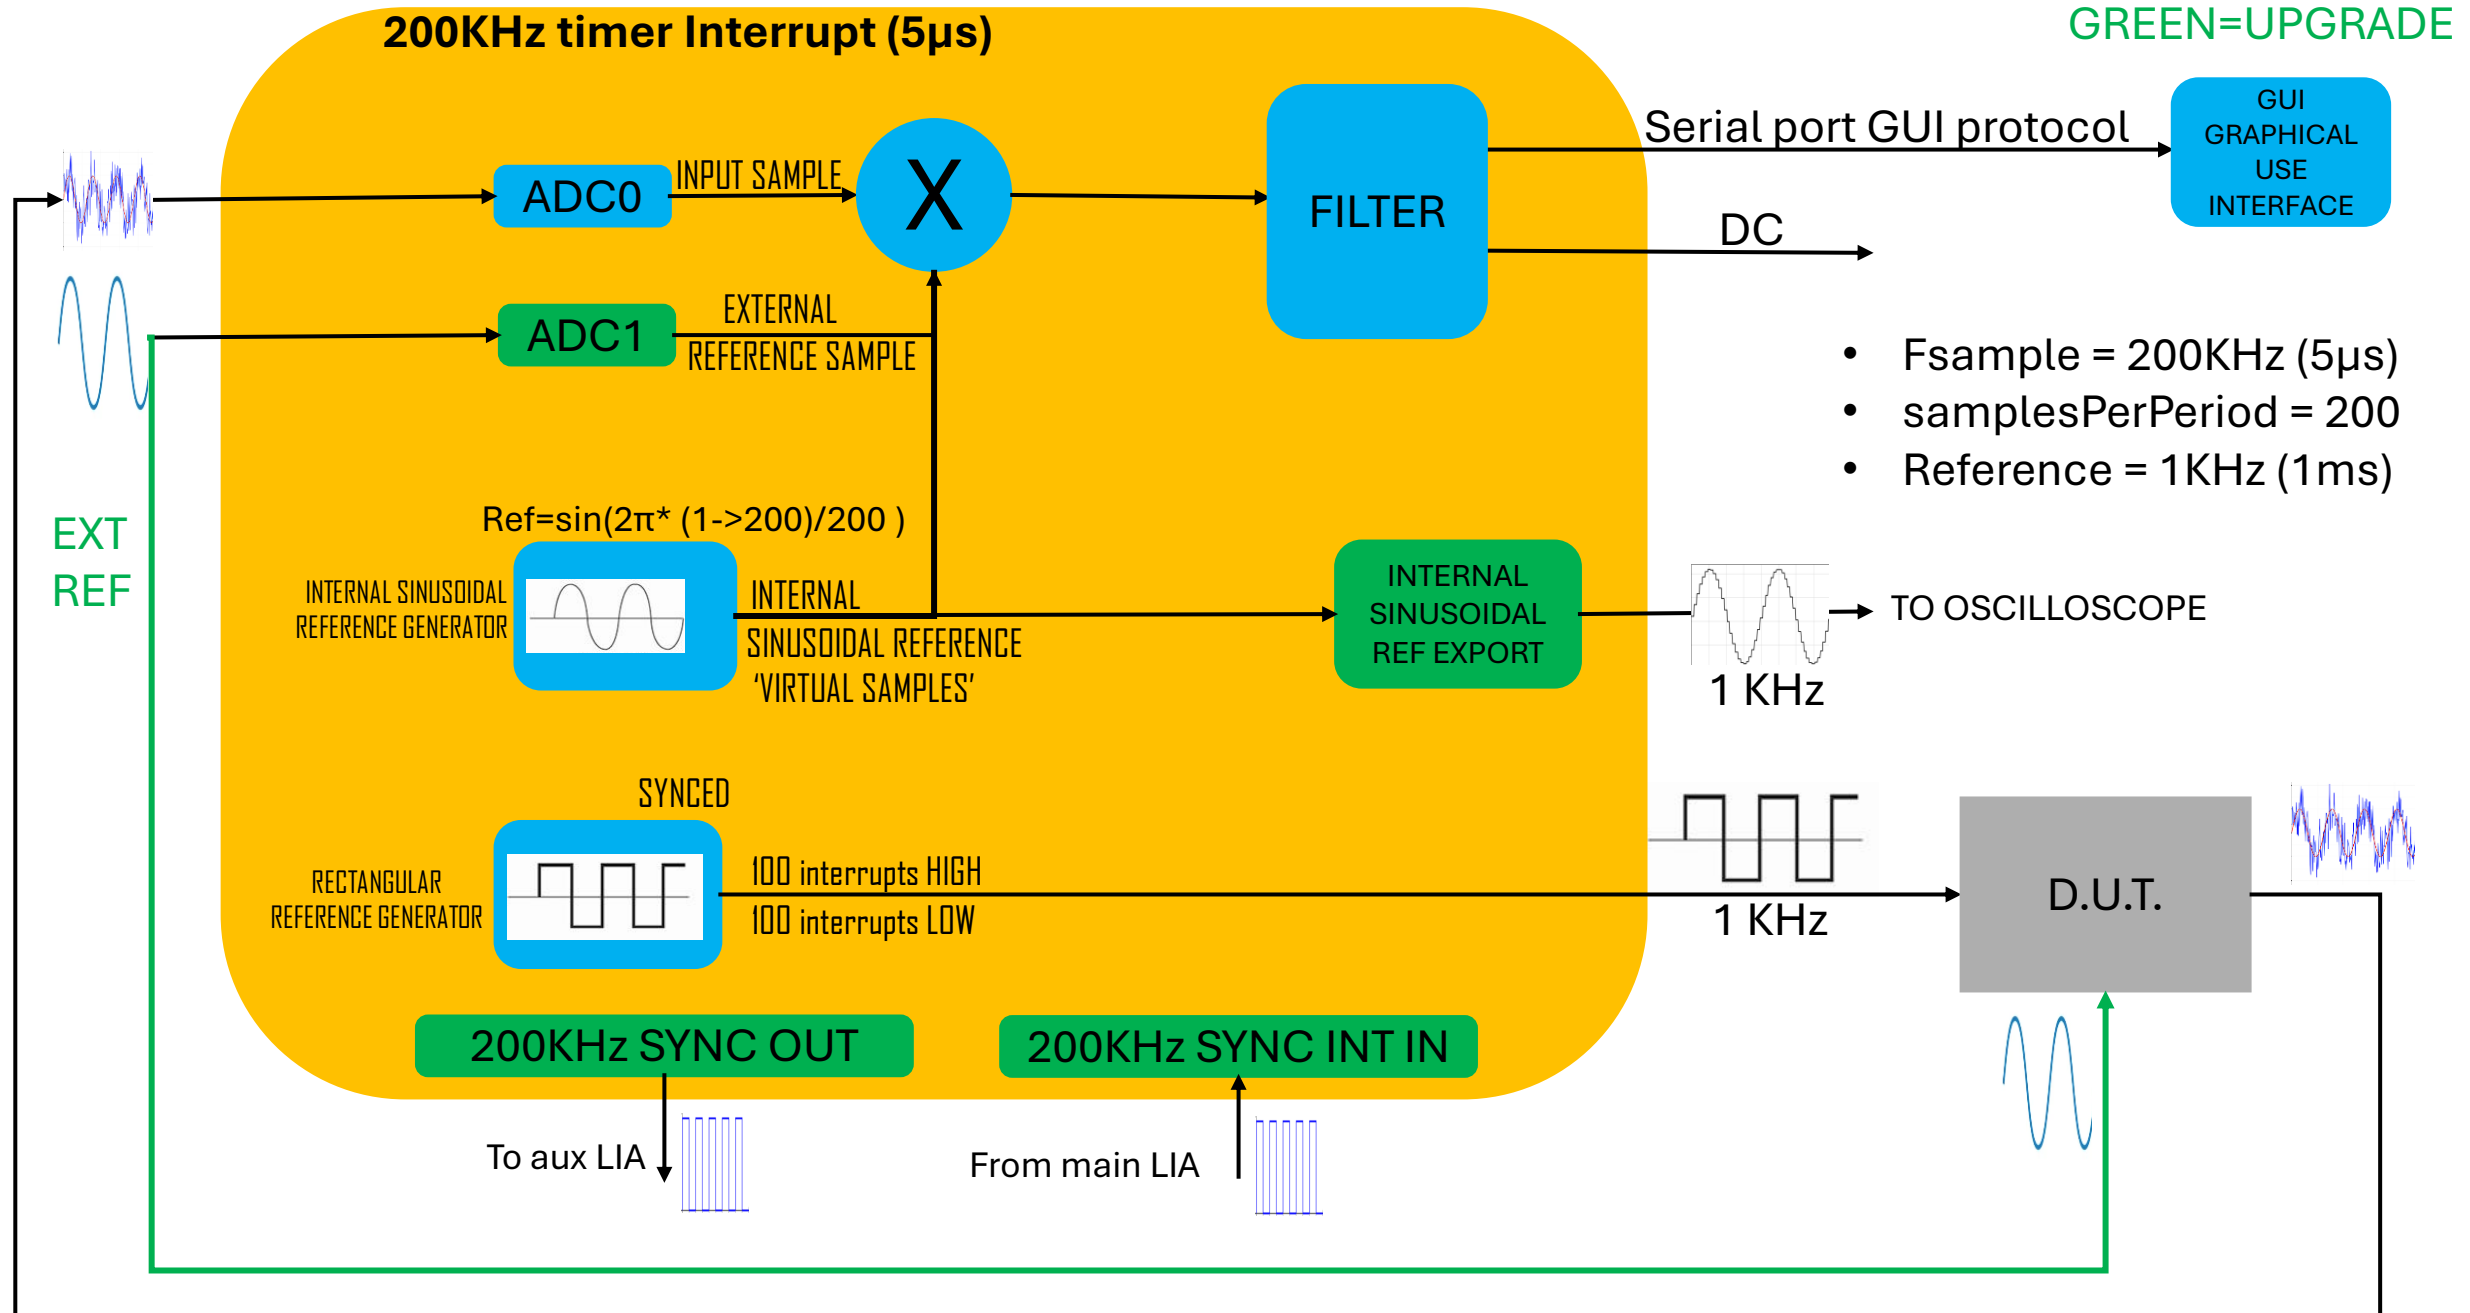 200KHz timer Interrupt (5µs)
GREEN=UPGRADE
GUI
GRAPHICAL
USE
INTERFACE
Serial port GUI protocol
ADC0
INPUT SAMPLE
X
FILTER
DC
ADC1
EXTERNAL
REFERENCE SAMPLE
• Fsample = 200KHz (5µs)
• samplesPerPeriod = 200
• Reference = 1KHz (1ms)
EXT
REF
Ref=sin(2π* (1->200)/200 )
INTERNAL SINUSOIDAL
REFERENCE GENERATOR
INTERNAL
SINUSOIDAL REFERENCE
‘VIRTUAL SAMPLES’
INTERNAL
SINUSOIDAL
REF EXPORT
TO OSCILLOSCOPE
1 KHz
SYNCED
RECTANGULAR
REFERENCE GENERATOR
100 interrupts HIGH
100 interrupts LOW
1 KHz
D.U.T.
200KHz SYNC OUT
200KHz SYNC INT IN
To aux LIA
From main LIA